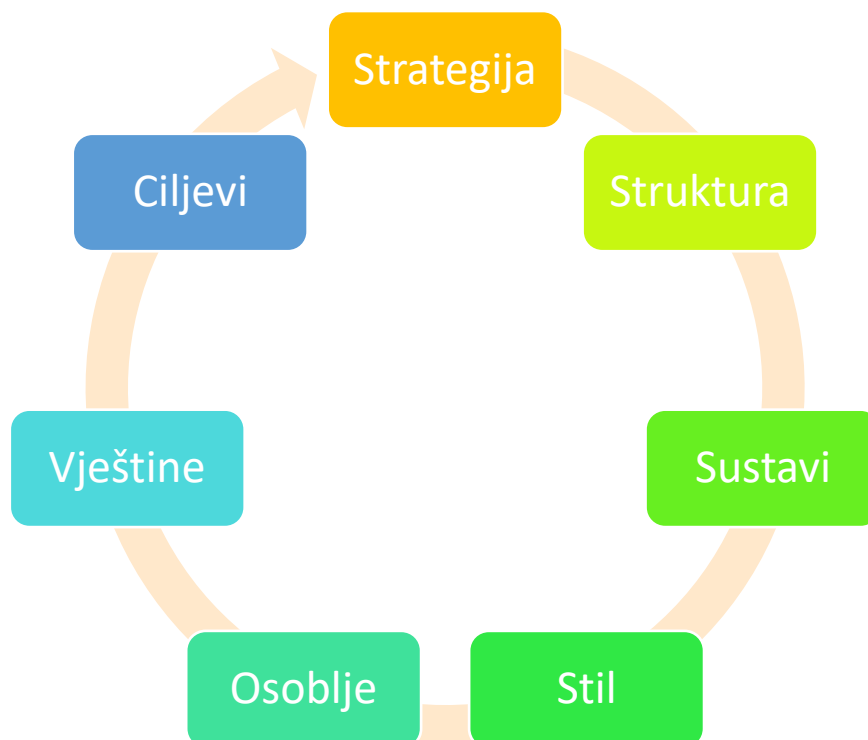 Strategija
Struktura
Sustavi
Stil
Osoblje
Vještine
Ciljevi